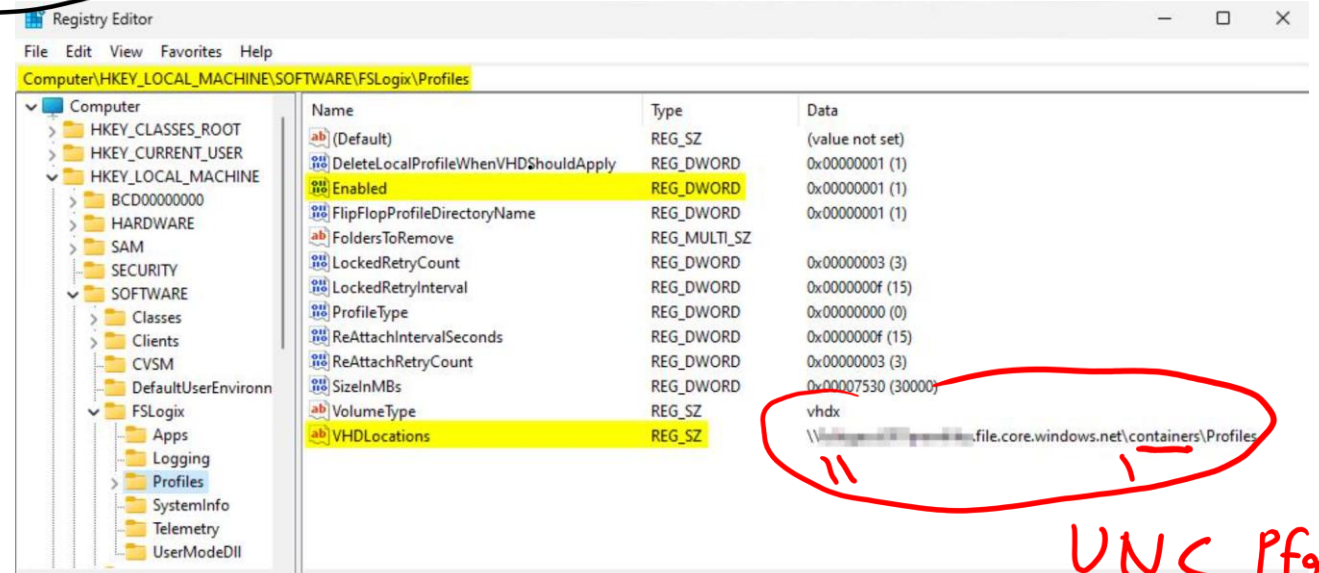 Registry Editor
File Edit View Favorites Help
Computer\HKEY_LOCAL_MACHINE\SOFTWARE\FSLogix\Profiles
Computer
HKEY_CLASSES_ROOT
HKEY_CURRENT_USER
HKEY_LOCAL_MACHINE
BCD00000000
HARDWARE
SAM
SECURITY
SOFTWARE
Classes
Clients
CVSM
DefaultUserEnvironn
FSLogix
Apps
Logging
Profiles
SystemInfo
Telemetry
UserModeDll
Name Type Data
(Default) REG_SZ (value not set)
DeleteLocalProfileWhenVHDShouldApply REG_DWORD 0x00000001 (1)
Enabled REG_DWORD 0x00000001 (1)
FlipFlopProfileDirectoryName REG_DWORD 0x00000001 (1)
FoldersToRemove REG_MULTI_SZ
LockedRetryCount REG_DWORD 0x00000003 (3)
LockedRetryInterval REG_DWORD 0x0000000f (15)
ProfileType REG_DWORD 0x00000000 (0)
ReAttachIntervalSeconds REG_DWORD 0x0000000f (15)
ReAttachRetryCount REG_DWORD 0x00000003 (3)
SizeInMBs REG_DWORD 0x00007530 (30000)
VolumeType REG_SZ vhdx
VHDLocations REG_SZ \\ .file.core.windows.net\containers\Profiles
UNC Pfa